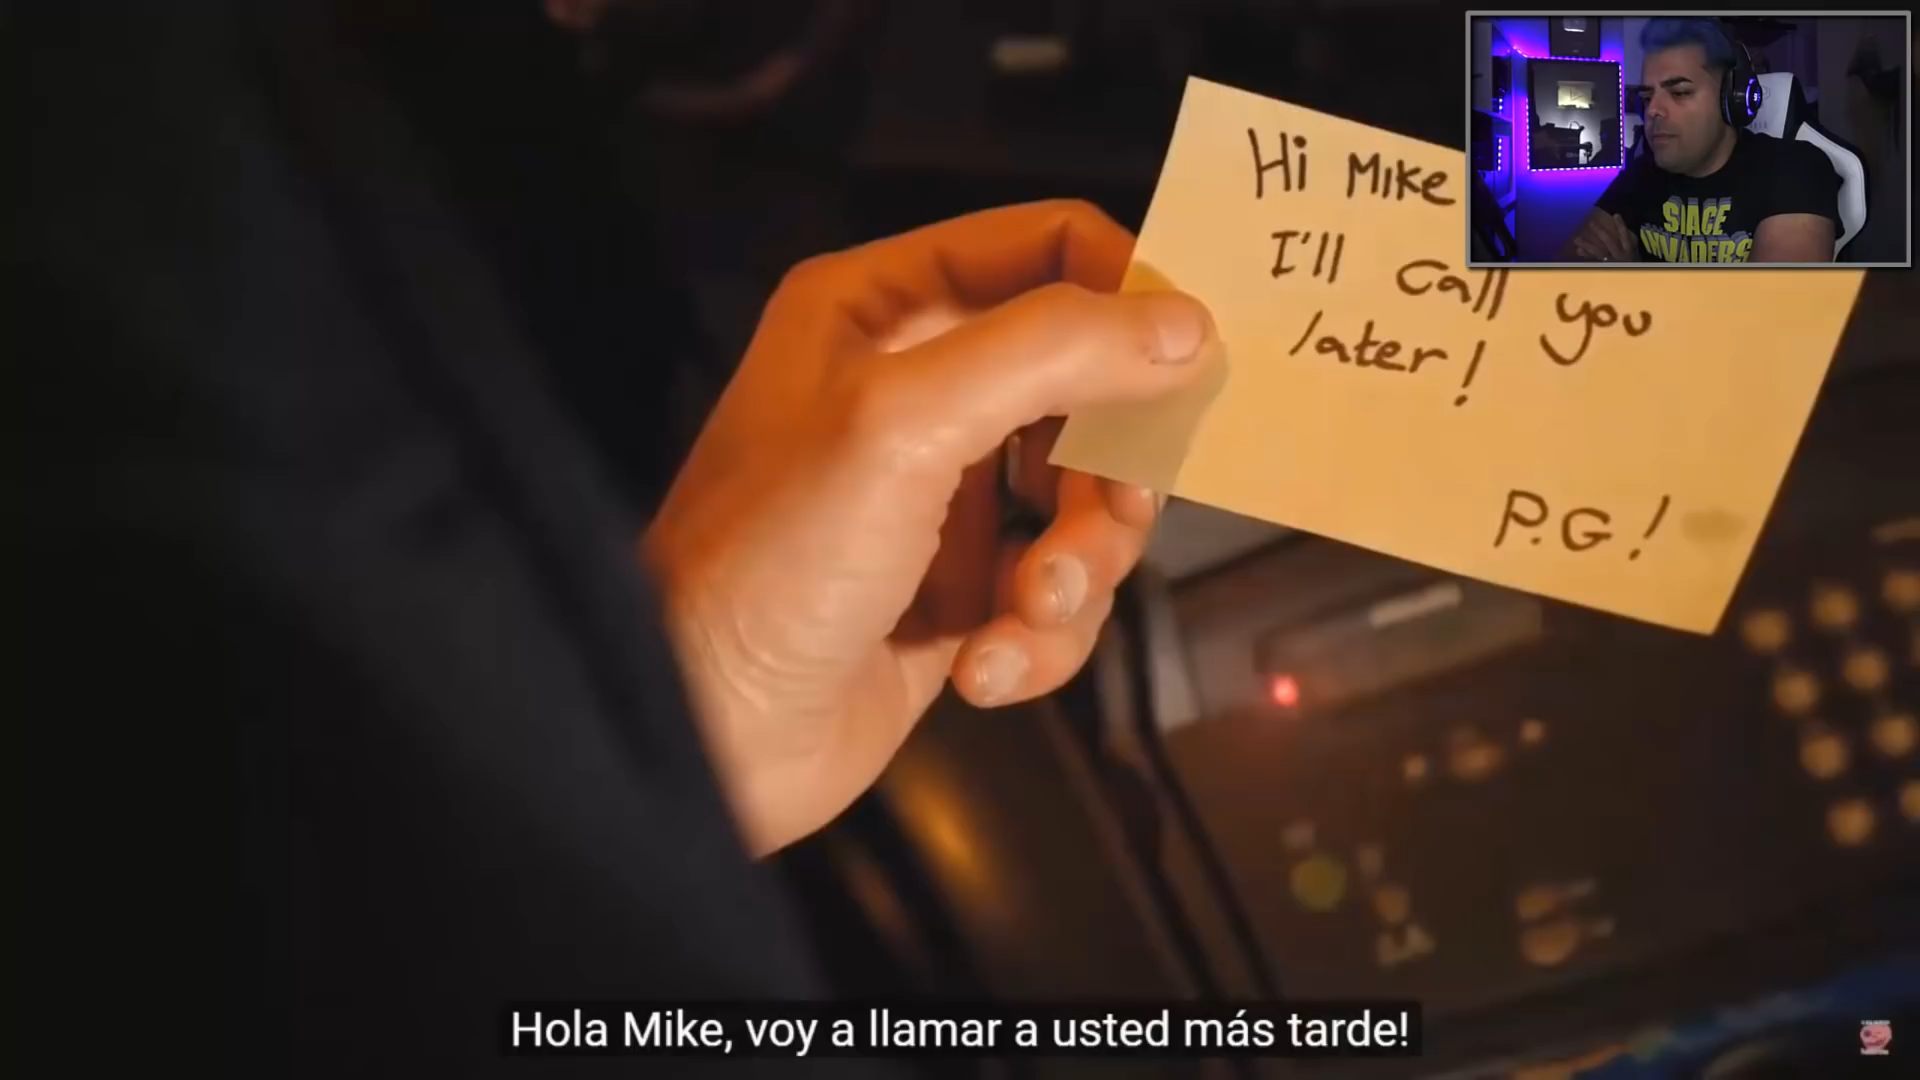 Hi Mike
I'll call you
later!
P.G!
SPACE
INVADERS
Hola Mike, voy a llamar a usted más tarde!